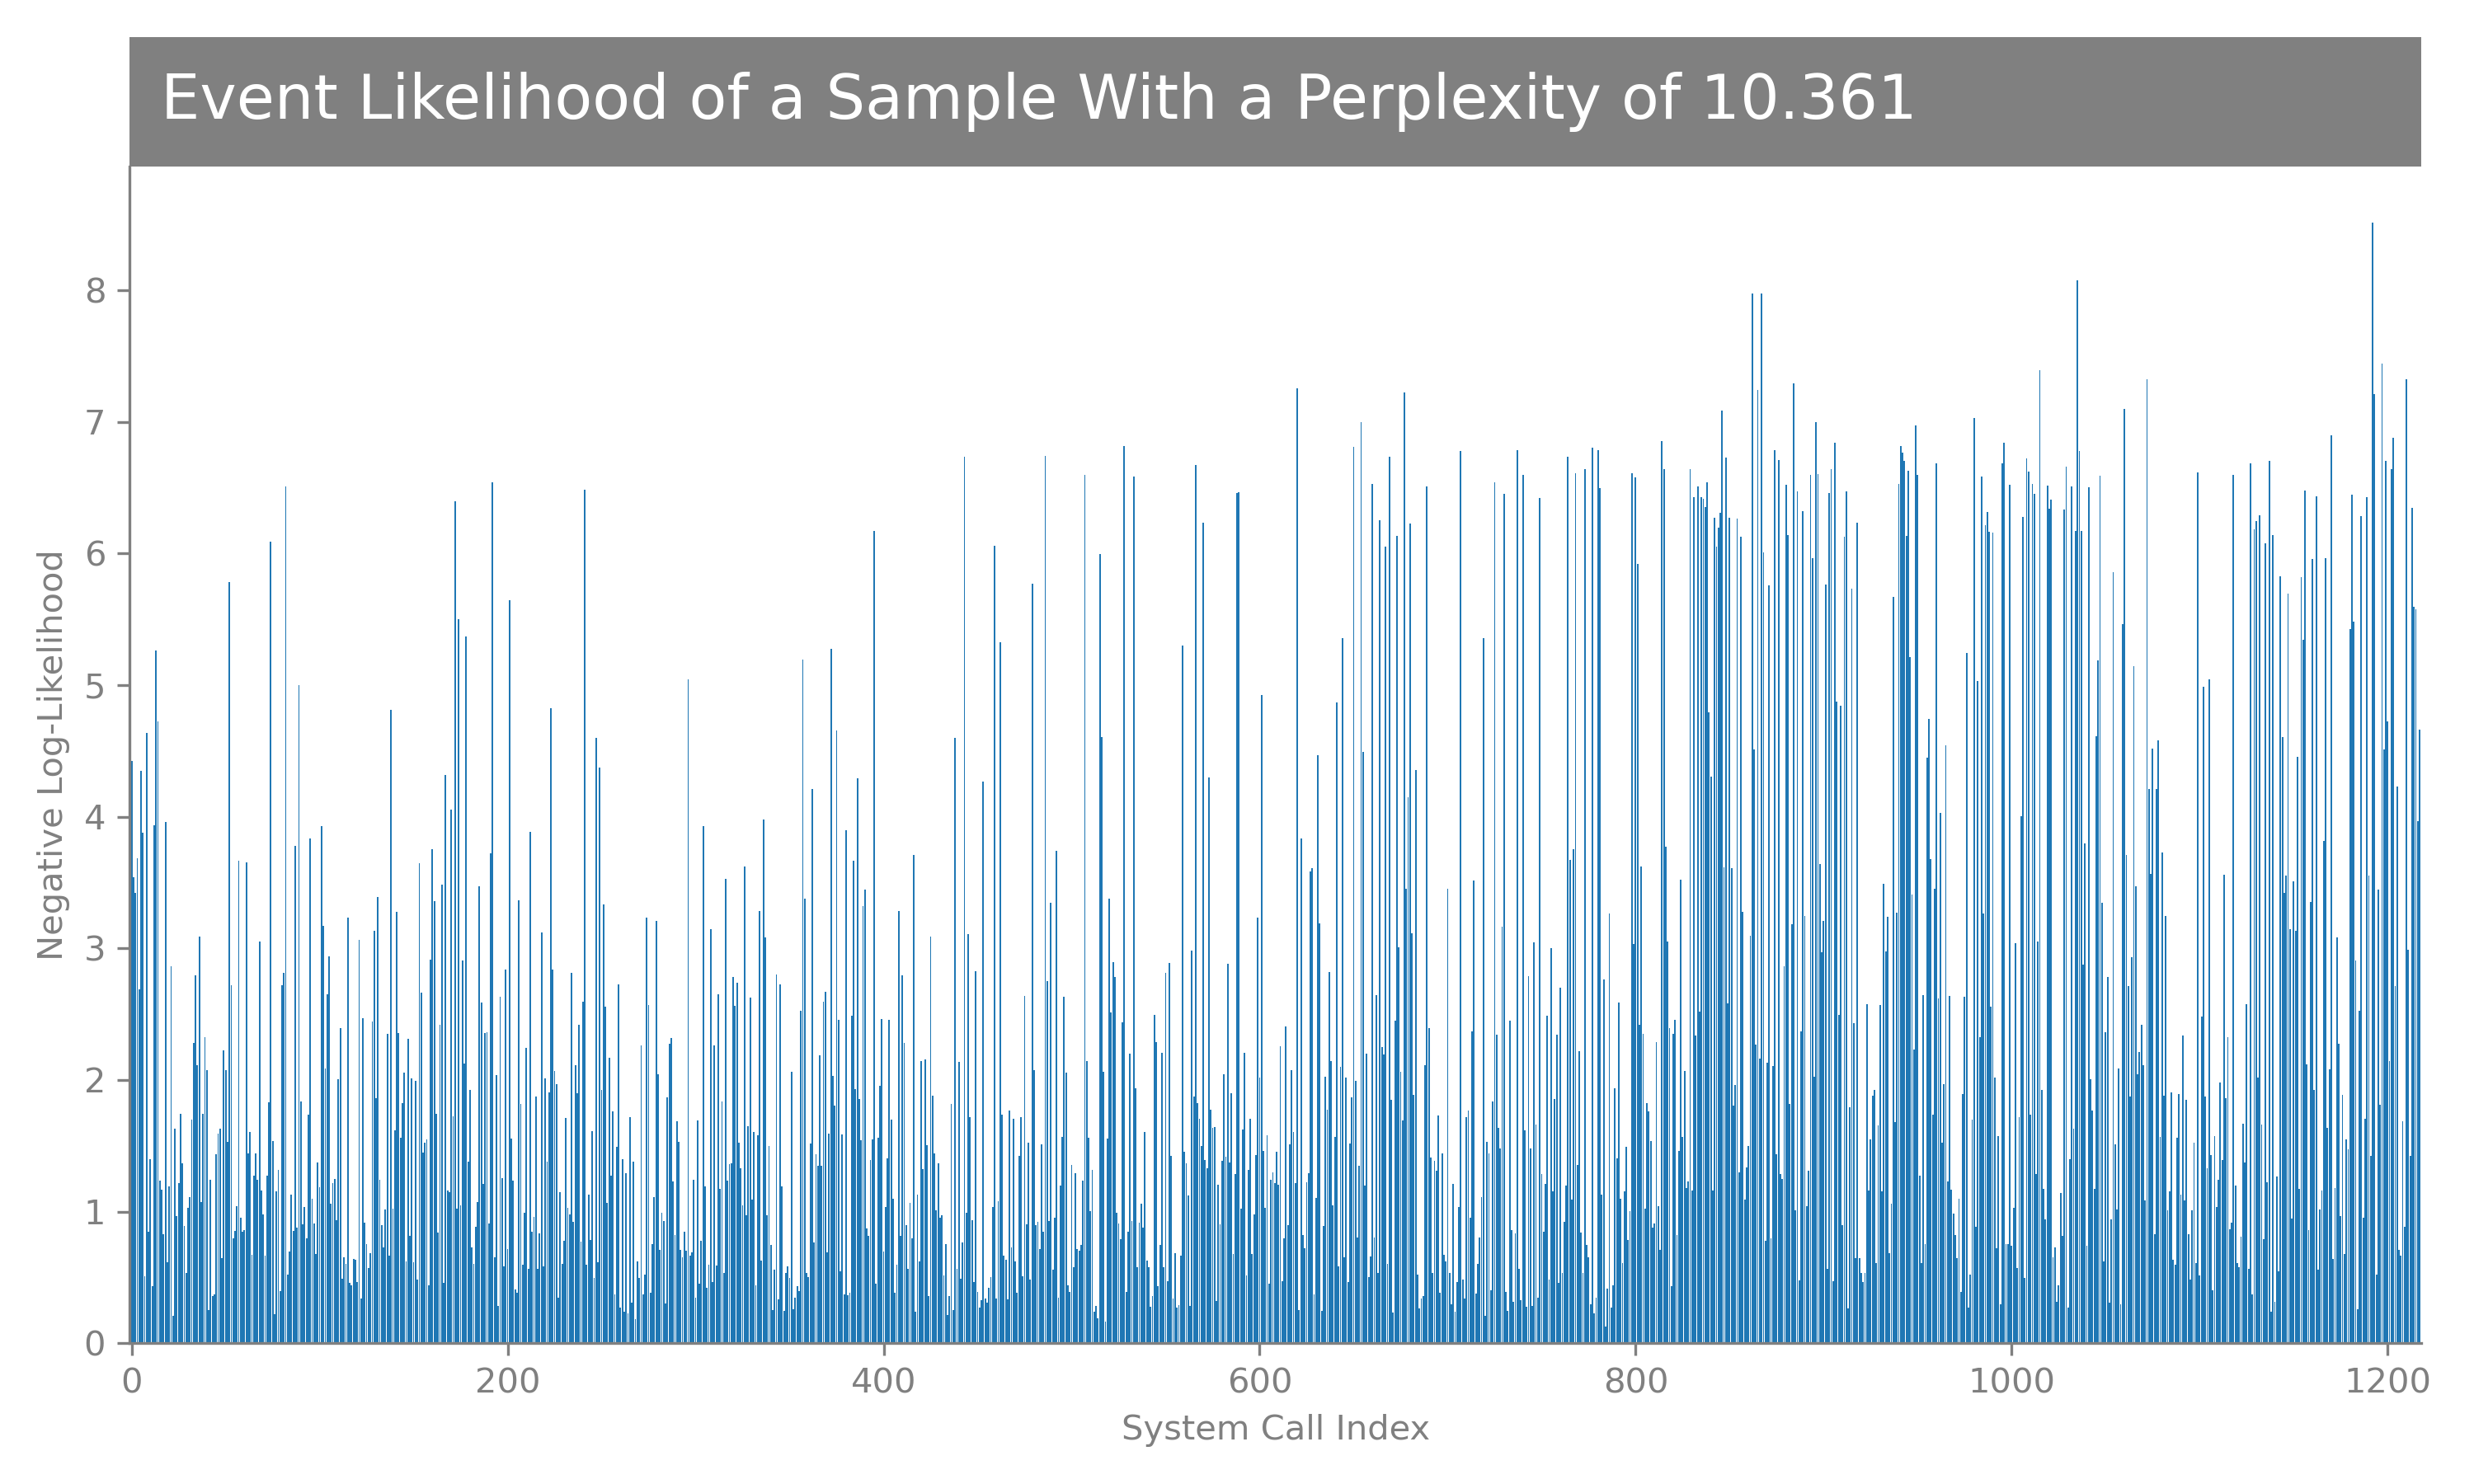 Event Likelihood of a Sample With a Perplexity of 10.361
8
7
6
5
4
3
2
1
0
Negative Log-Likelihood
0 200 400 600 800 1000 1200
System Call Index